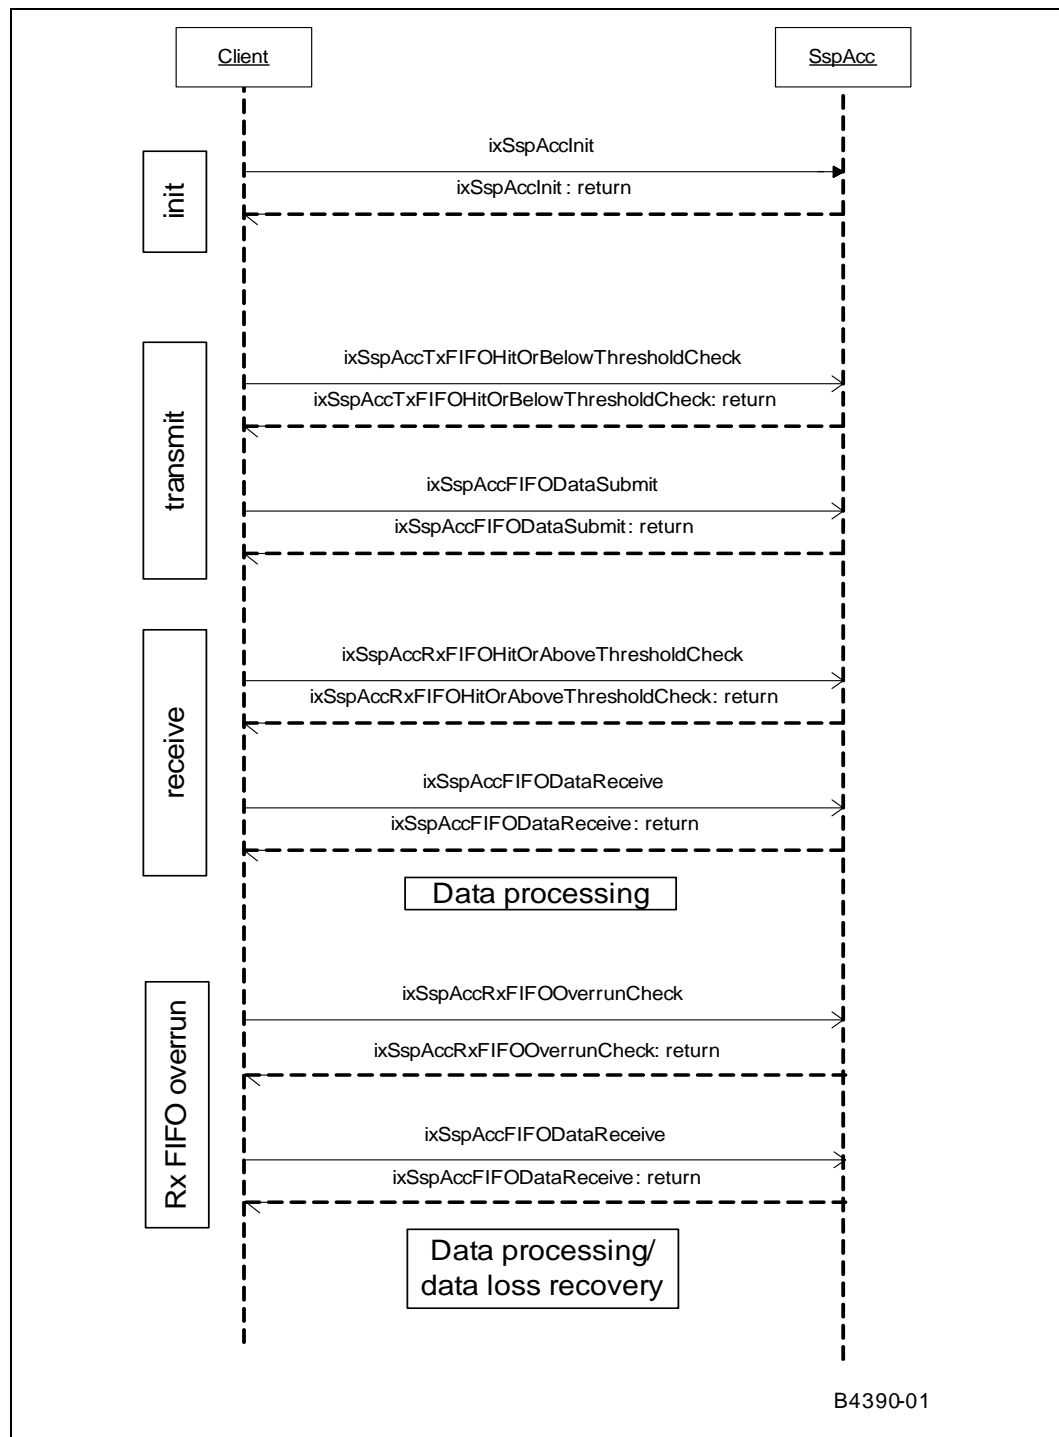 Client
SspAcc
init
ixSspAccInit
ixSspAccInit : return
transmit
ixSspAccTxFIFOHitOrBelowThresholdCheck
ixSspAccTxFIFOHitOrBelowThresholdCheck: return
ixSspAccFIFODataSubmit
ixSspAccFIFODataSubmit: return
receive
ixSspAccRxFIFOHitOrAboveThresholdCheck
ixSspAccRxFIFOHitOrAboveThresholdCheck: return
ixSspAccFIFODataReceive
ixSspAccFIFODataReceive: return
Data processing
Rx FIFO overrun
ixSspAccRxFIFOOverrunCheck
ixSspAccRxFIFOOverrunCheck: return
ixSspAccFIFODataReceive
ixSspAccFIFODataReceive: return
Data processing/
data loss recovery
B4390-01